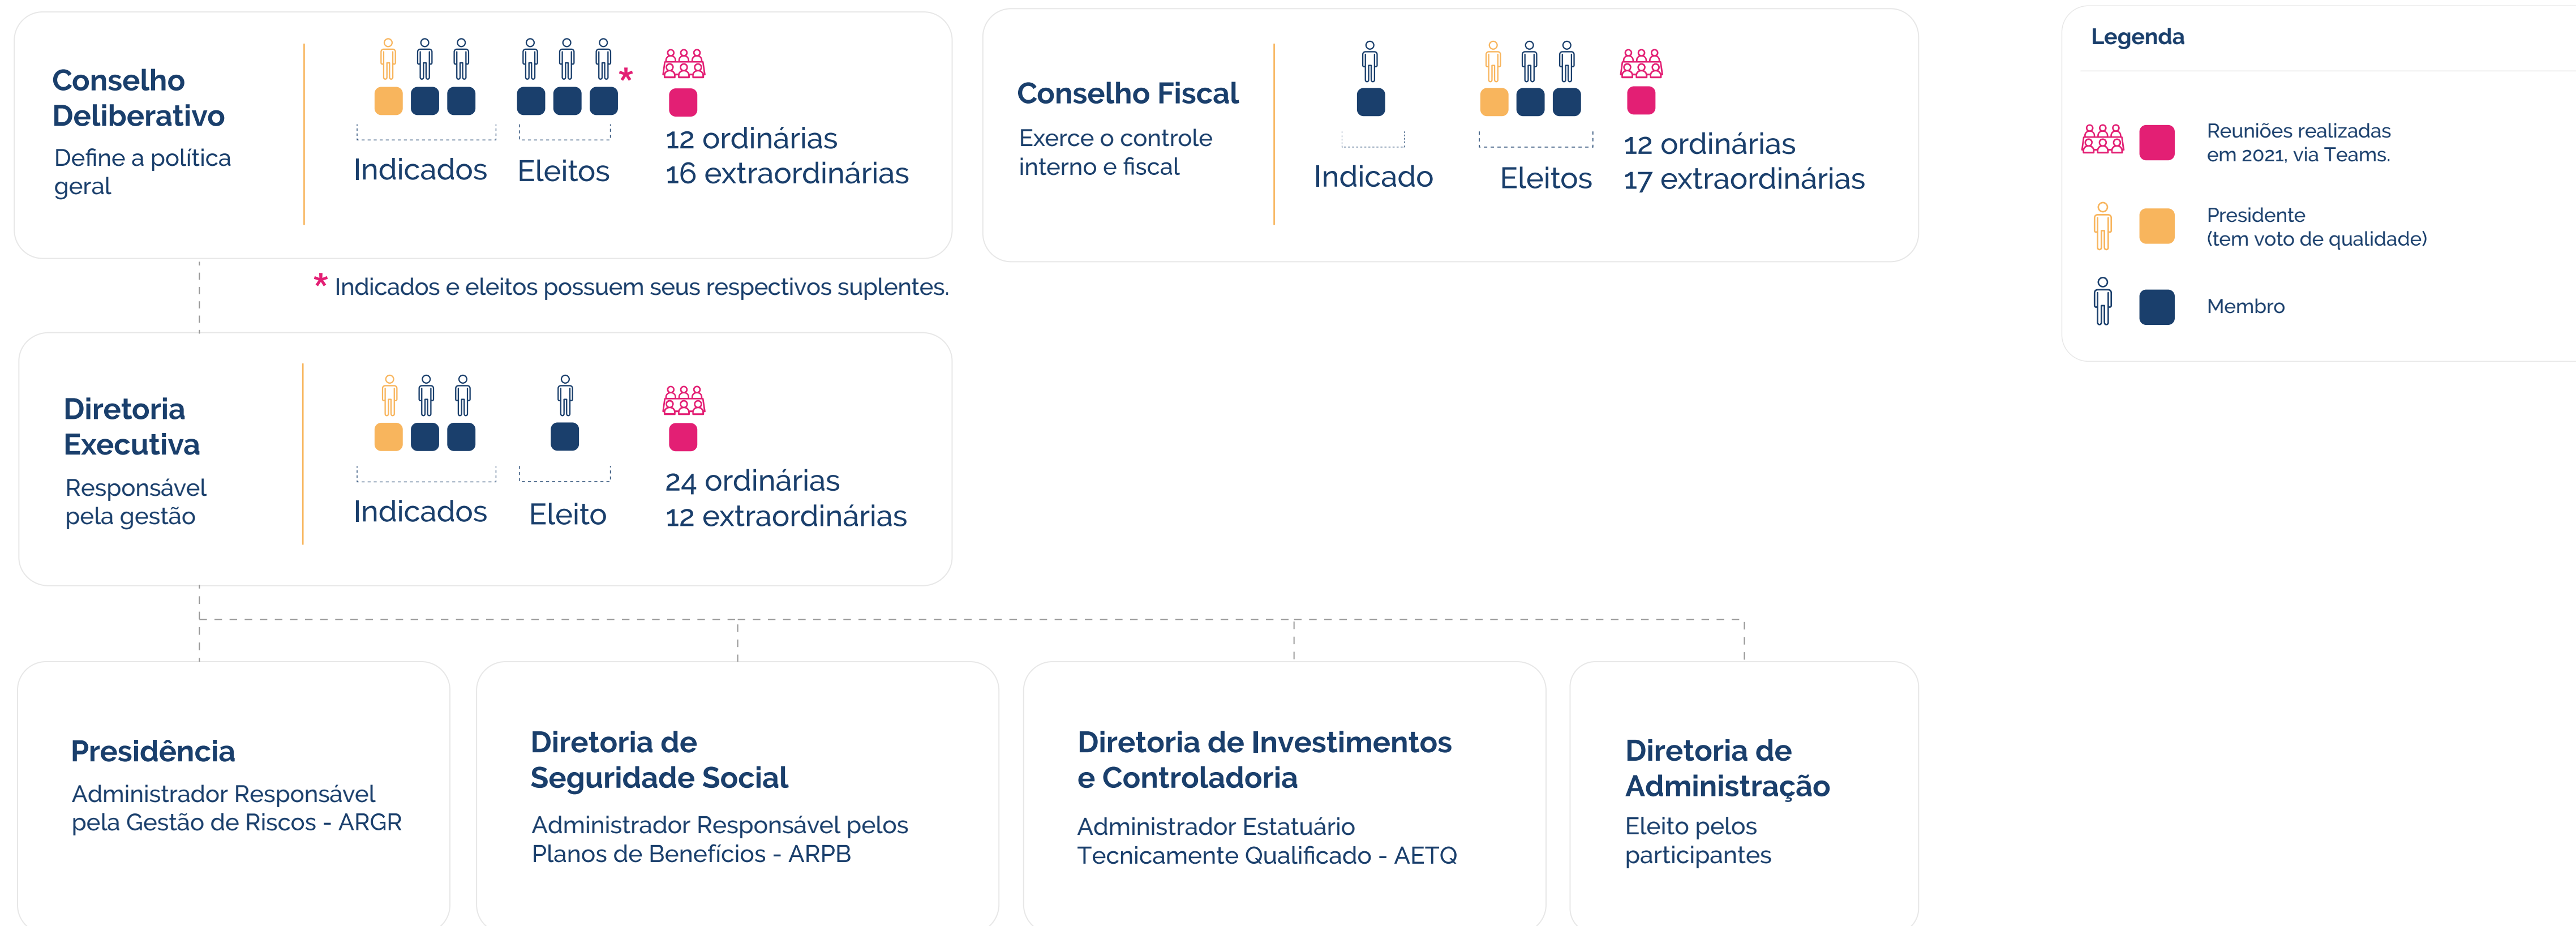 Conselho
Deliberativo
Define a política
geral
Indicados
Eleitos
*
12 ordinárias
16 extraordinárias
* Indicados e eleitos possuem seus respectivos suplentes.
Conselho Fiscal
Exerce o controle
interno e fiscal
Indicado
Eleitos
12 ordinárias
17 extraordinárias
Legenda
Reuniões realizadas
em 2021, via Teams.
Presidente
(tem voto de qualidade)
Membro
Diretoria
Executiva
Responsável
pela gestão
Indicados
Eleito
24 ordinárias
12 extraordinárias
Presidência
Administrador Responsável
pela Gestão de Riscos - ARGR
Diretoria de
Seguridade Social
Administrador Responsável pelos
Planos de Benefícios - ARPB
Diretoria de Investimentos
e Controladoria
Administrador Estatuário
Tecnicamente Qualificado - AETQ
Diretoria de
Administração
Eleito pelos
participantes